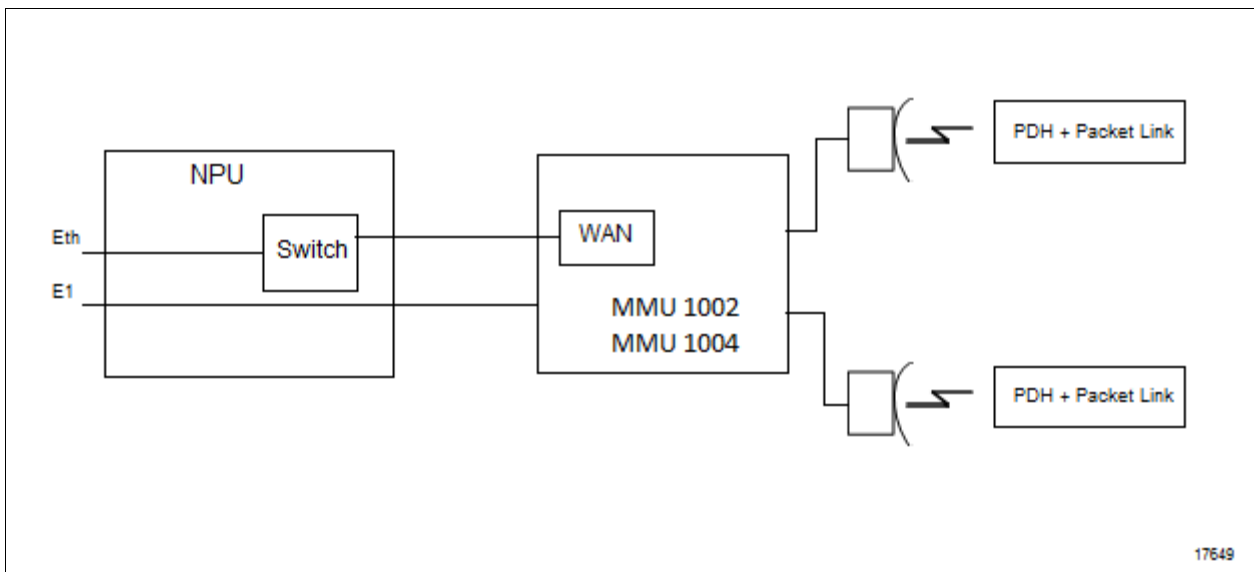 NPU
Eth
Switch
E1
WAN
MMU 1002
MMU 1004
PDH + Packet Link
PDH + Packet Link
17649